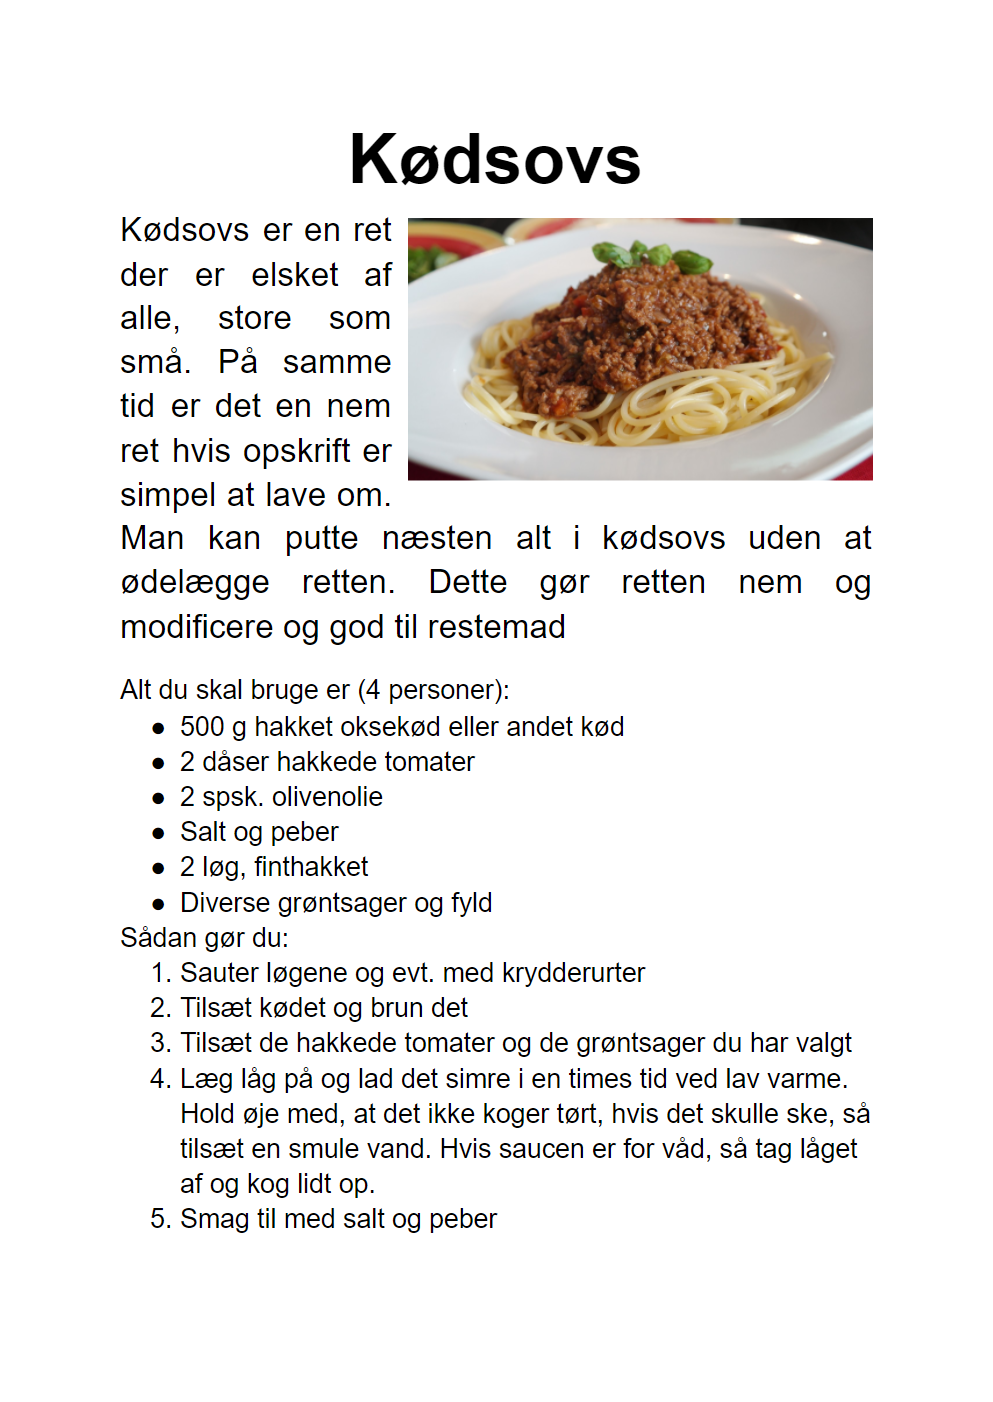 Kødsovs
Kødsovs er en ret
der er elsket af
alle, store som
små. På samme
tid er det en nem
ret hvis opskrift er
simpel at lave om.
Man kan putte næsten alt i kødsovs uden at
ødelægge retten. Dette gør retten nem og
modificere og god til restemad
Alt du skal bruge er (4 personer):
● 500 g hakket oksekød eller andet kød
● 2 dåser hakkede tomater
● 2 spsk. olivenolie
● Salt og peber
● 2 løg, finthakket
● Diverse grøntsager og fyld
Sådan gør du:
1. Sauter løgene og evt. med krydderurter
2. Tilsæt kødet og brun det
3. Tilsæt de hakkede tomater og de grøntsager du har valgt
4. Læg låg på og lad det simre i en times tid ved lav varme.
Hold øje med, at det ikke koger tørt, hvis det skulle ske, så
tilsæt en smule vand. Hvis saucen er for våd, så tag låget
af og kog lidt op.
5. Smag til med salt og peber